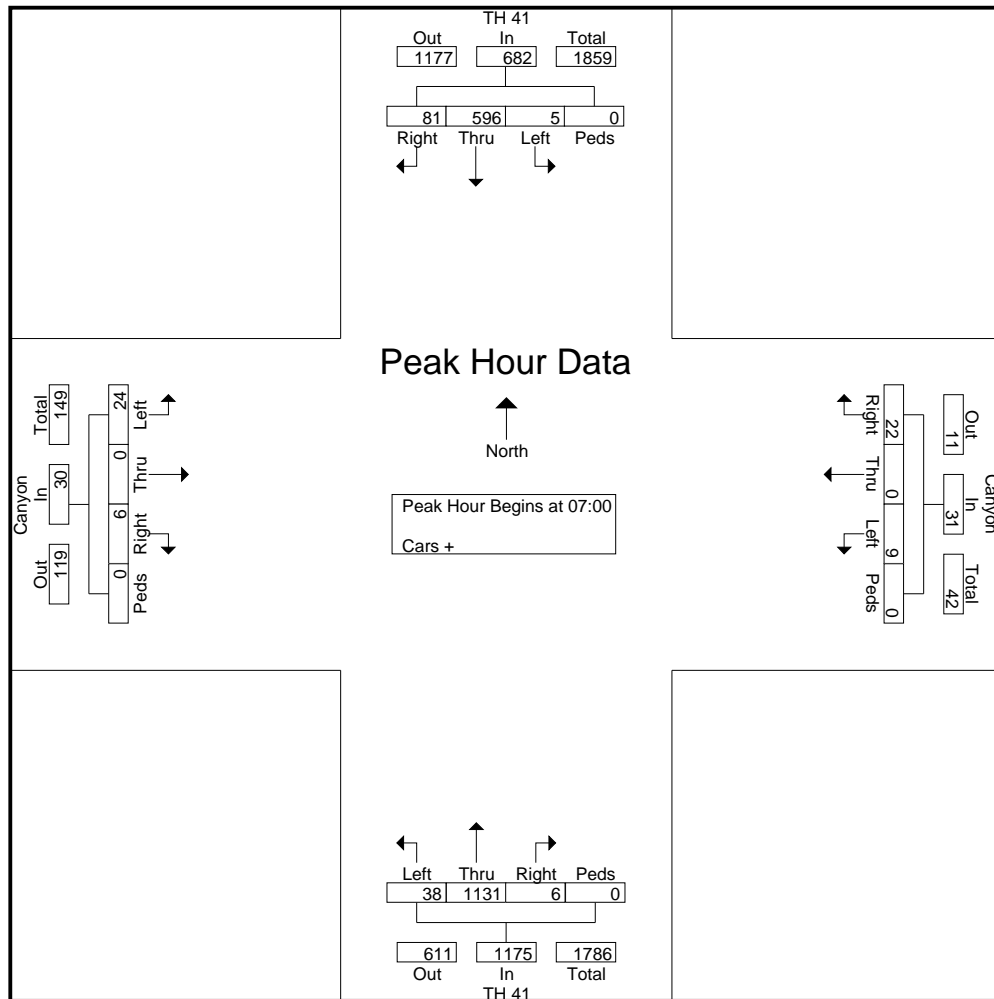 TH 41
Out In Total
1177 682 1859
81 596 5 0
Right Thru Left Peds
Peak Hour Data
North
Peak Hour Begins at 07:00
Cars +
Canyon
Total In Out
149 30 119
24 0 6 0
Left Thru Right Peds
Canyon
Out In Total
11 31 42
22 0 9 0
Right Thru Left Peds
Left Thru Right Peds
38 1131 6 0
611 1175 1786
Out In Total
TH 41